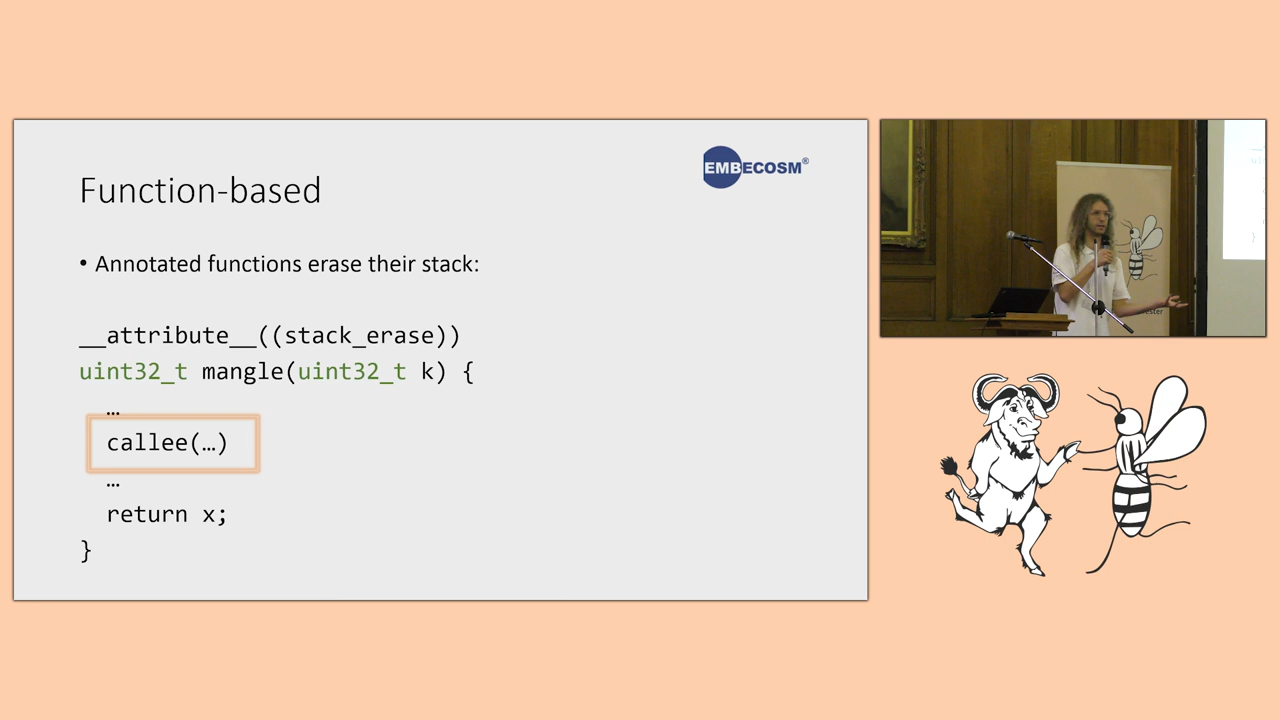 EMBECOSM®
Function-based
• Annotated functions erase their stack:
__attribute__((stack_erase))
uint32_t mangle(uint32_t k) {
…
callee(…)
…
return x;
}